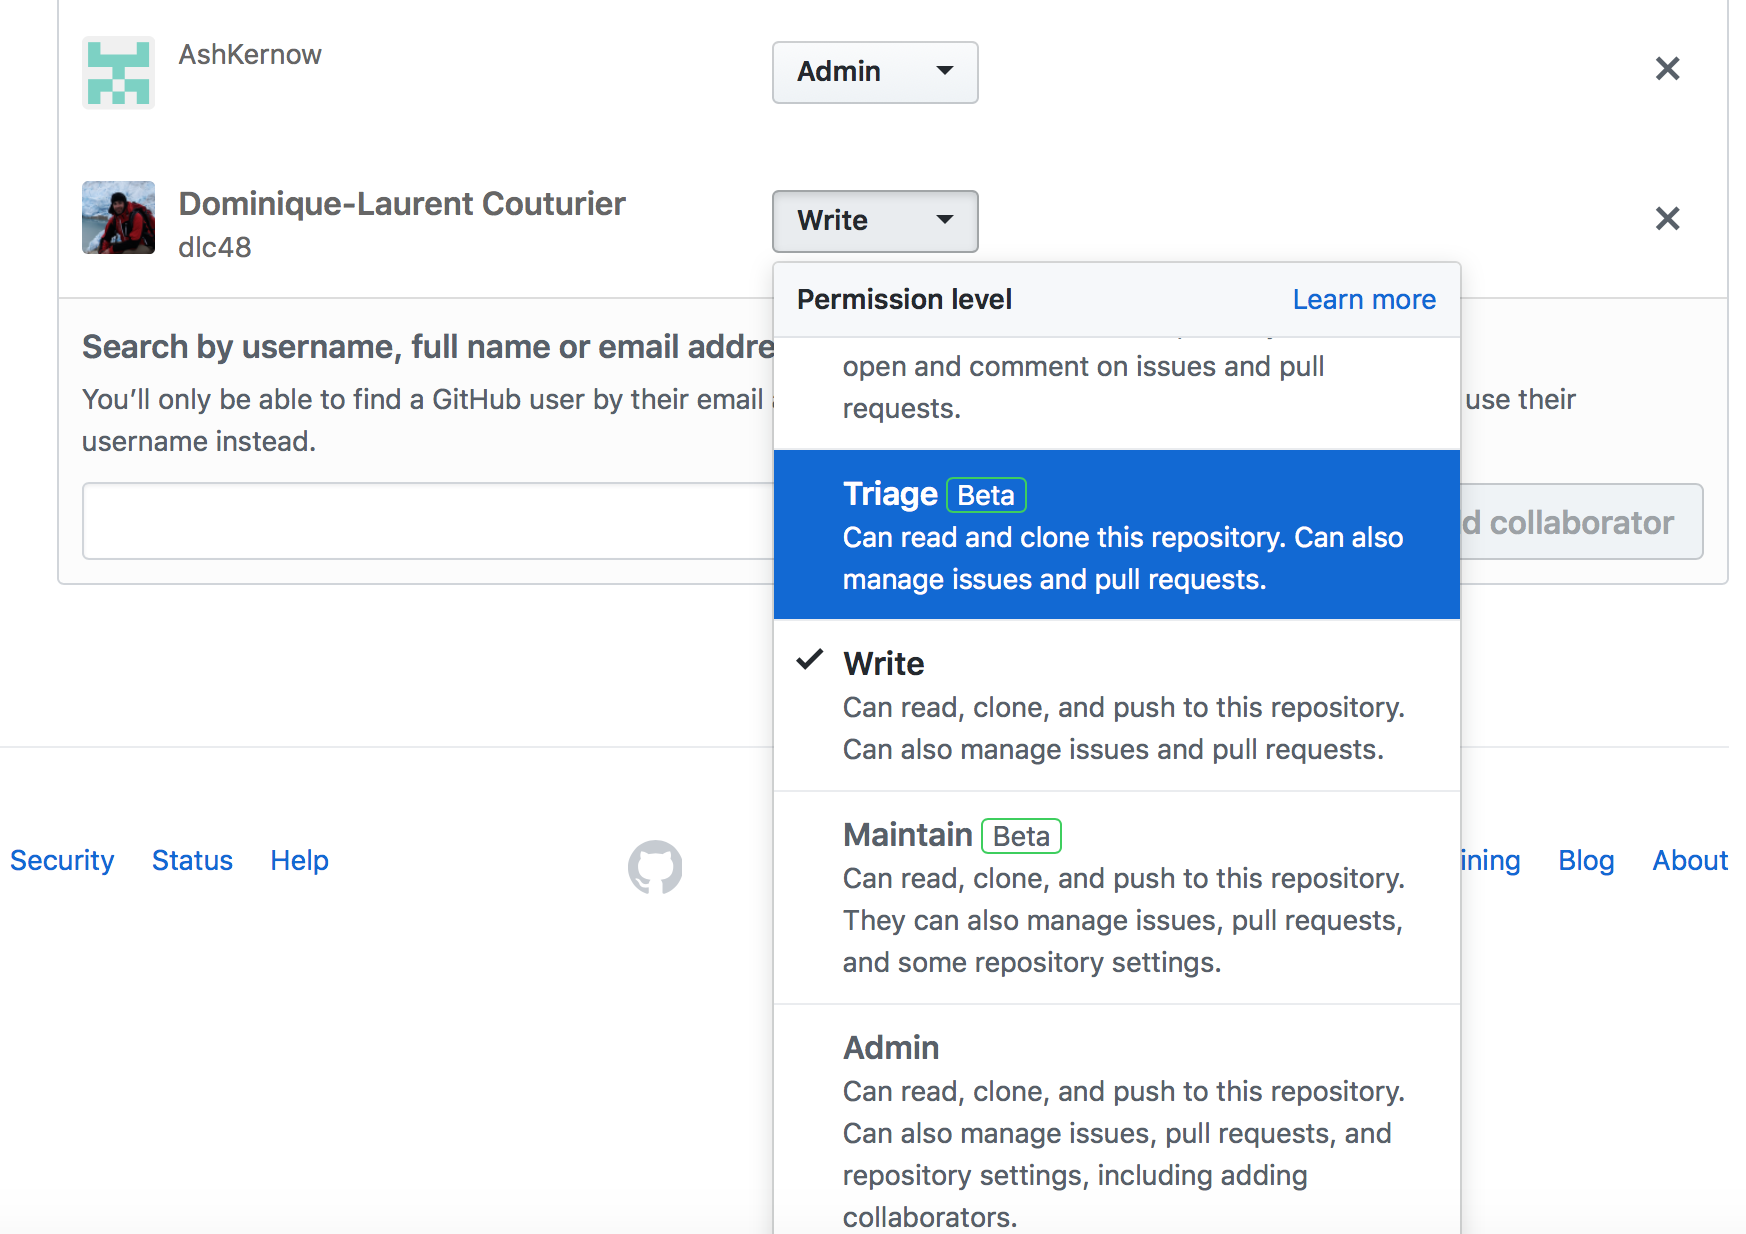 AshKernow
Admin
Dominique-Laurent Couturier
dlc48
Write
Permission level
Learn more
open and comment on issues and pull
requests.
Triage Beta
Can read and clone this repository. Can also
manage issues and pull requests.
Write
Can read, clone, and push to this repository.
Can also manage issues and pull requests.
Maintain Beta
Can read, clone, and push to this repository.
They can also manage issues, pull requests,
and some repository settings.
Admin
Can read, clone, and push to this repository.
Can also manage issues, pull requests, and
repository settings, including adding
collaborators.
Search by username, full name or email addre
You’ll only be able to find a GitHub user by their email
use their
username instead.
d collaborator
Security
Status
Help
ining
Blog
About